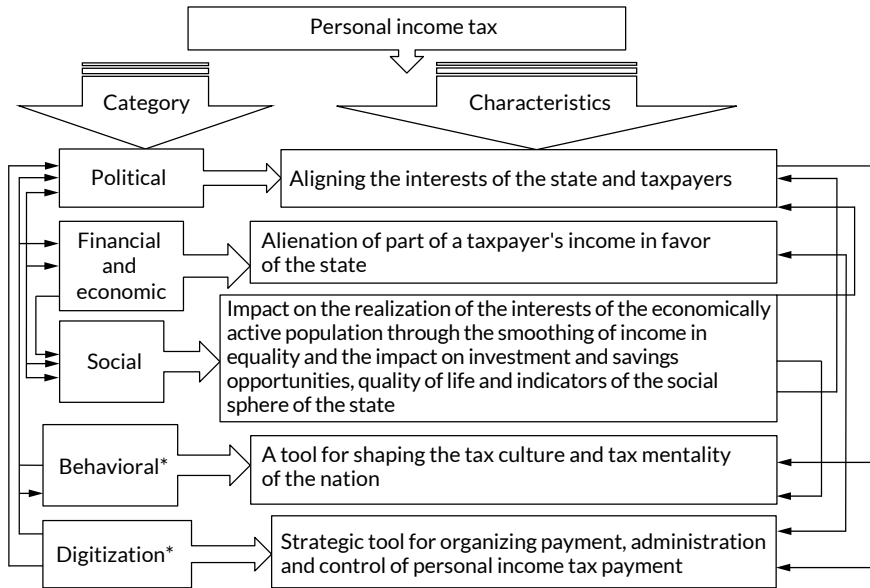 Personal income tax
Category
Characteristics
Political
Aligning the interests of the state and taxpayers
Financial
and
economic
Alienation of part of a taxpayer's income in favor
of the state
Social
Impact on the realization of the interests of the economically
active population through the smoothing of income in
equality and the impact on investment and savings
opportunities, quality of life and indicators of the social
sphere of the state
Behavioral*
A tool for shaping the tax culture and tax mentality
of the nation
Digitization*
Strategic tool for organizing payment, administration
and control of personal income tax payment